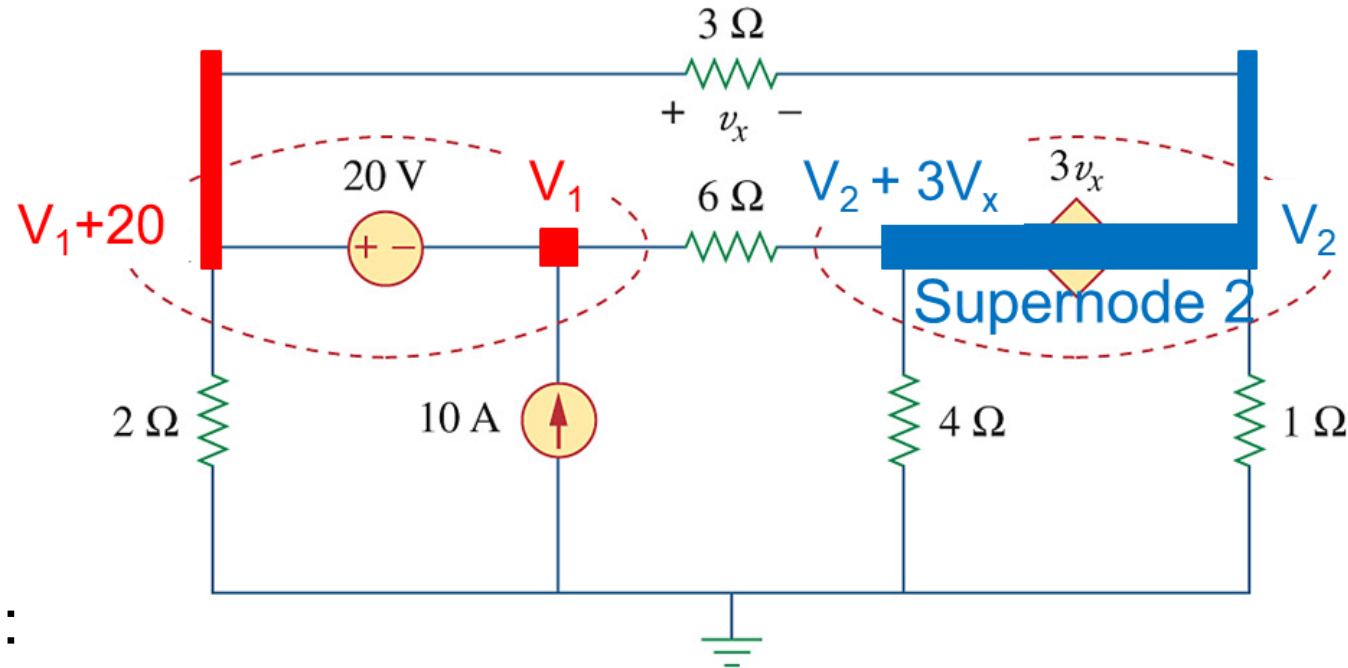 3 Ω
+ vₓ −
20 V
V₁
6 Ω
V₂ + 3Vₓ
3vₓ
V₁+20
+ −
V₂
Supernode 2
2 Ω
10 A
4 Ω
1 Ω
: